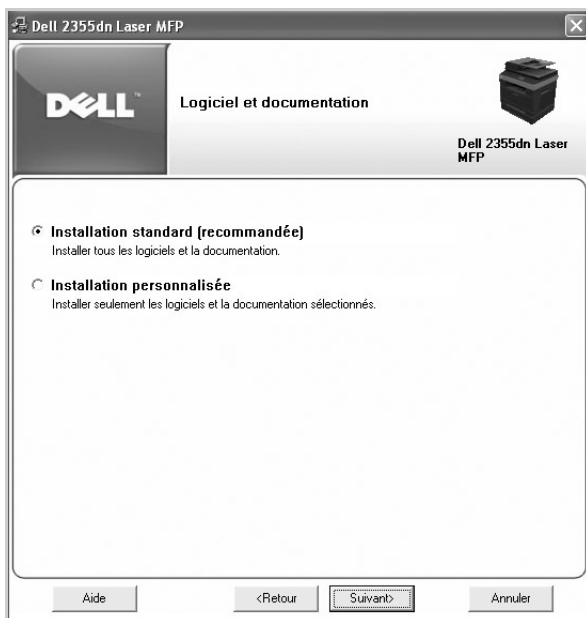 Dell 2355dn Laser MFP
DELL™
Logiciel et documentation
Dell 2355dn Laser
MFP
Installation standard (recommandée)
Installer tous les logiciels et la documentation.
Installation personnalisée
Installer seulement les logiciels et la documentation sélectionnés.
Aide
<Retour
Suivant>
Annuler